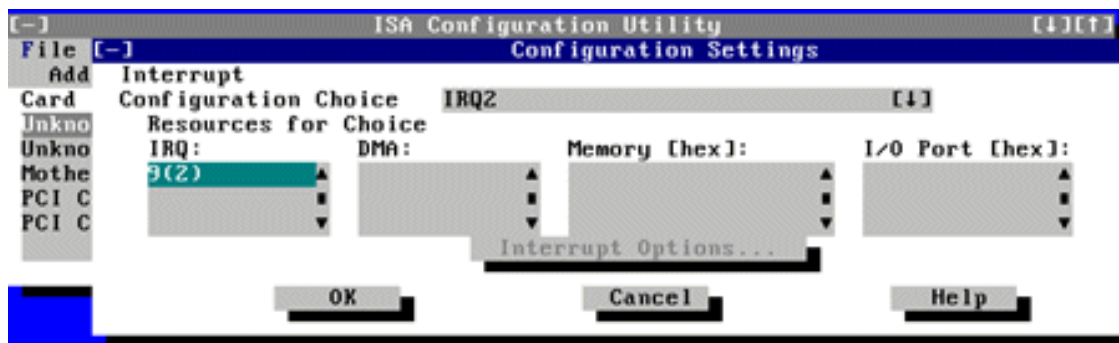 [-] ISA Configuration Utility [↓][↑]
File [-] Configuration Settings
Add Interrupt
Card Configuration Choice IRQ2 [↓]
Unkno Resources for Choice
Unkno IRQ: DMA: Memory [hex]: I/O Port [hex]:
Mothe 9(2)
PCI C
PCI C
Interrupt Options...
OK Cancel Help